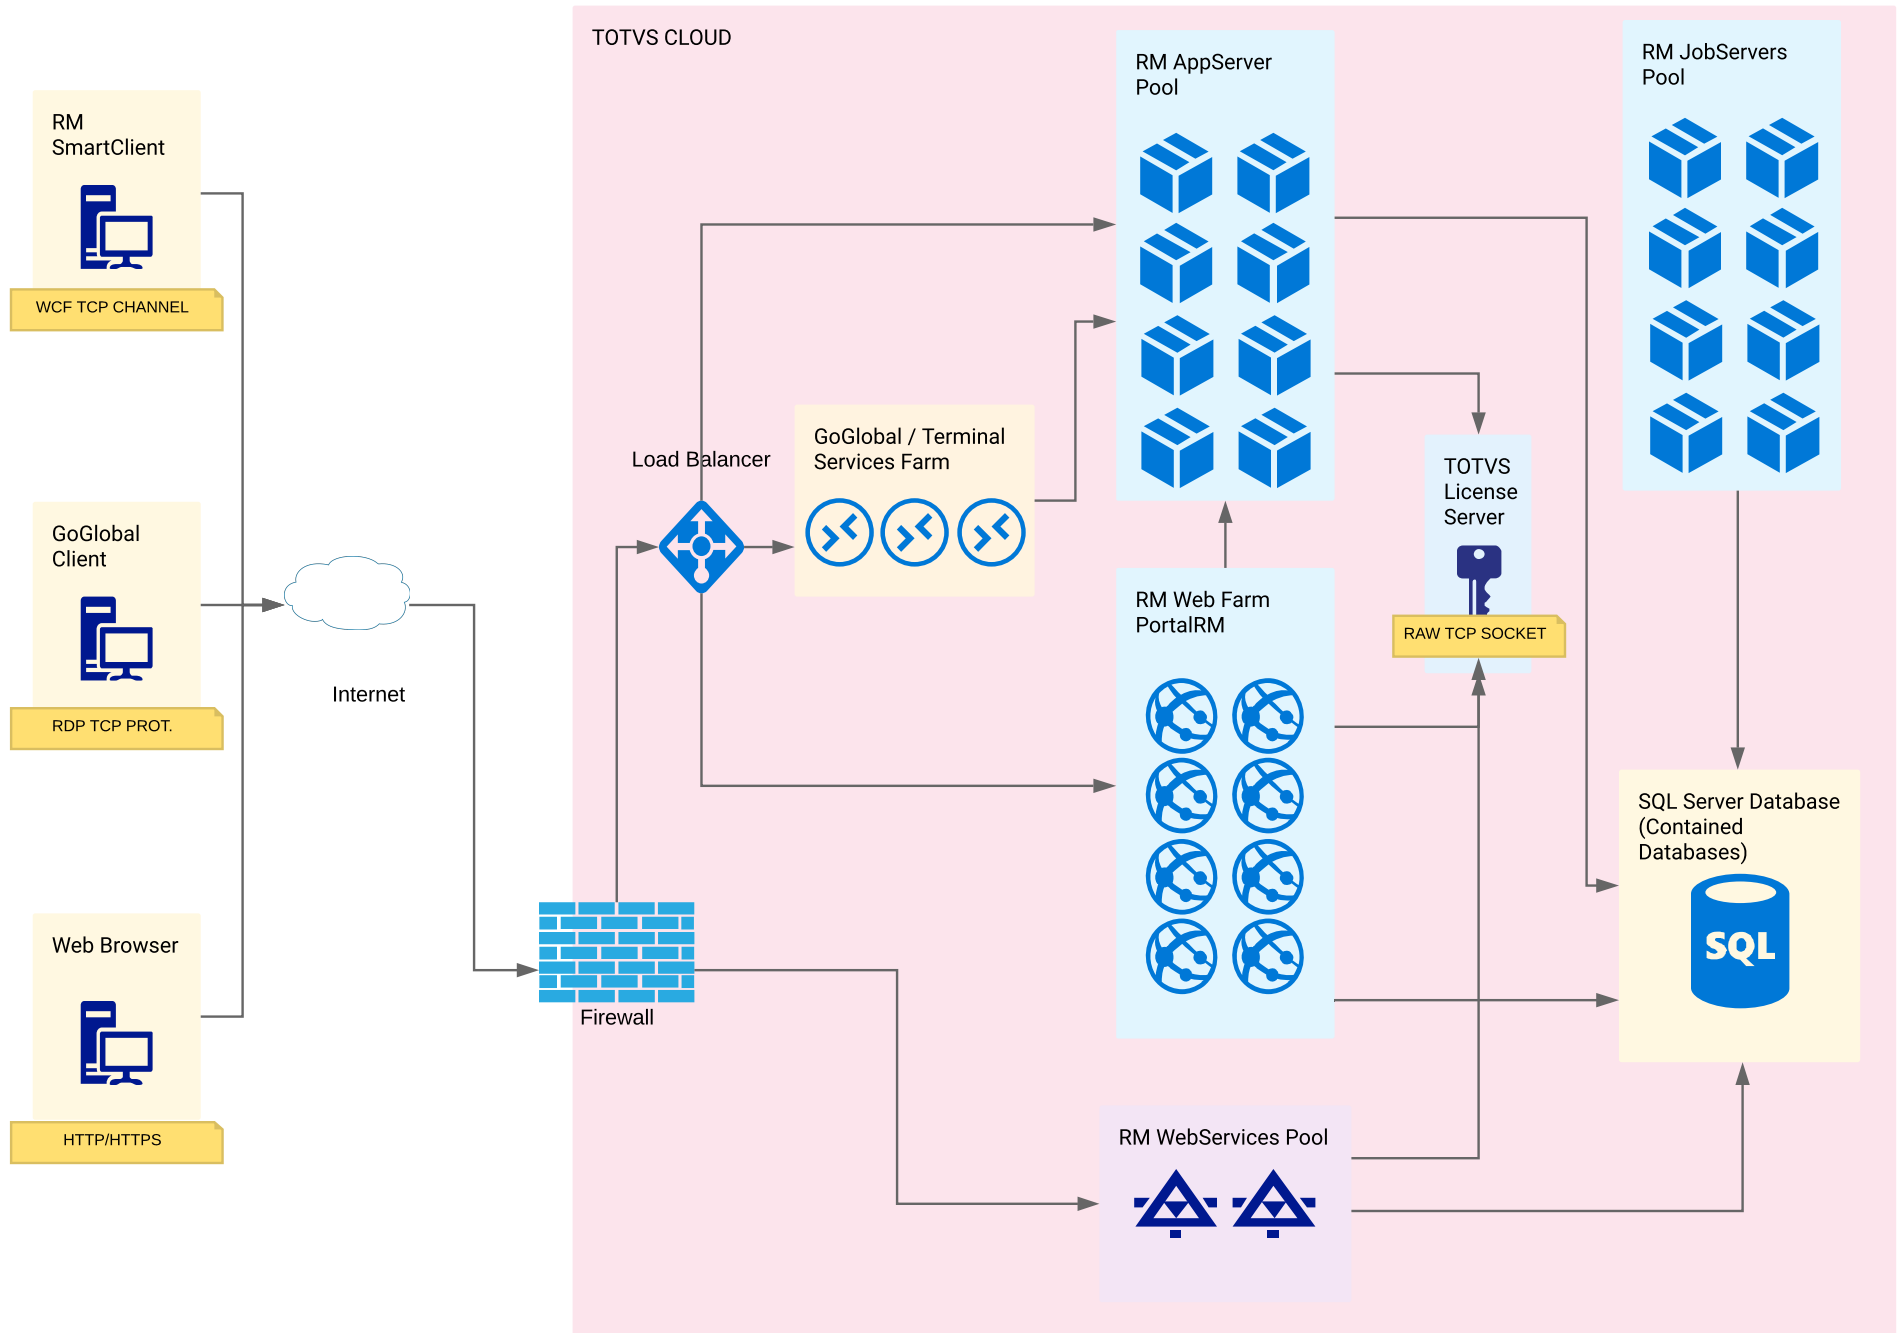 TOTVS CLOUD
RM
SmartClient
WCF TCP CHANNEL
GoGlobal
Client
RDP TCP PROT.
Web Browser
HTTP/HTTPS
Internet
Firewall
Load Balancer
GoGlobal / Terminal
Services Farm
RM AppServer
Pool
RM Web Farm
PortalRM
RM WebServices Pool
TOTVS
License
Server
RAW TCP SOCKET
RM JobServers
Pool
SQL Server Database
(Contained
Databases)
SQL